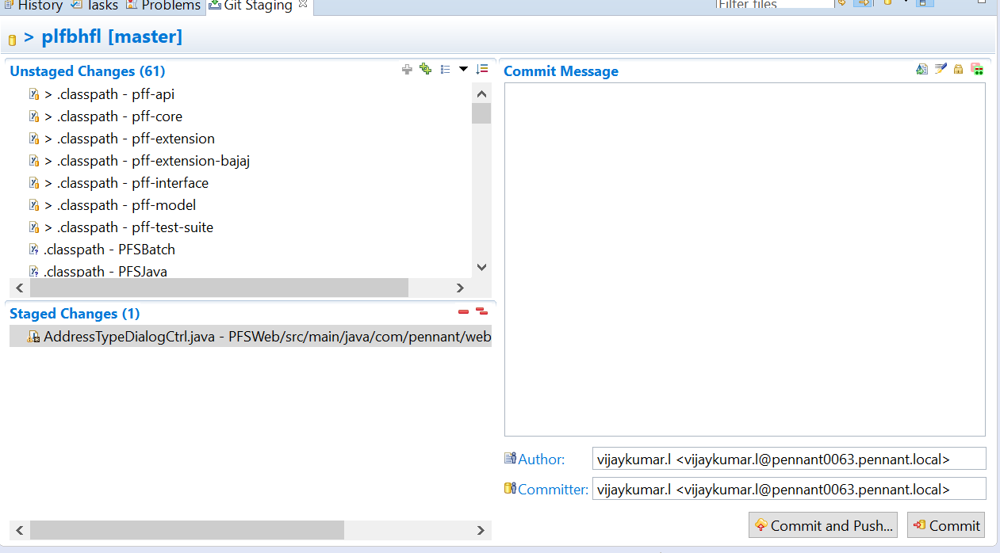 History Tasks Problems Git Staging
Filter files
> plfbhfl [master]
Unstaged Changes (61)
> .classpath - pff-api
> .classpath - pff-core
> .classpath - pff-extension
> .classpath - pff-extension-bajaj
> .classpath - pff-interface
> .classpath - pff-model
> .classpath - pff-test-suite
.classpath - PFSBatch
.classpath - PFSJava
Staged Changes (1)
AddressTypeDialogCtrl.java - PFSWeb/src/main/java/com/pennant/web
Commit Message
Author: vijaykumar.l <vijaykumar.l@pennant0063.pennant.local>
Committer: vijaykumar.l <vijaykumar.l@pennant0063.pennant.local>
Commit and Push... Commit